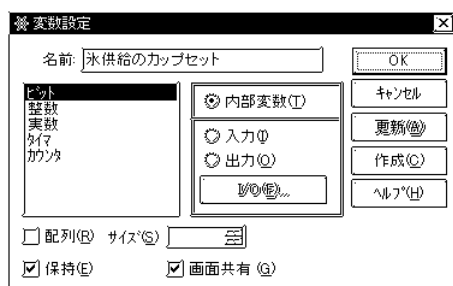 変数設定
名前: 氷供給のカップセット
OK
ビット
整数
実数
タイマ
カウンタ
内部変数(T)
入力(I)
出力(O)
I/O(F)...
キャンセル
更新(A)
作成(C)
ヘルプ(H)
配列(R) サイズ(S)
保持(E) 画面共有 (G)